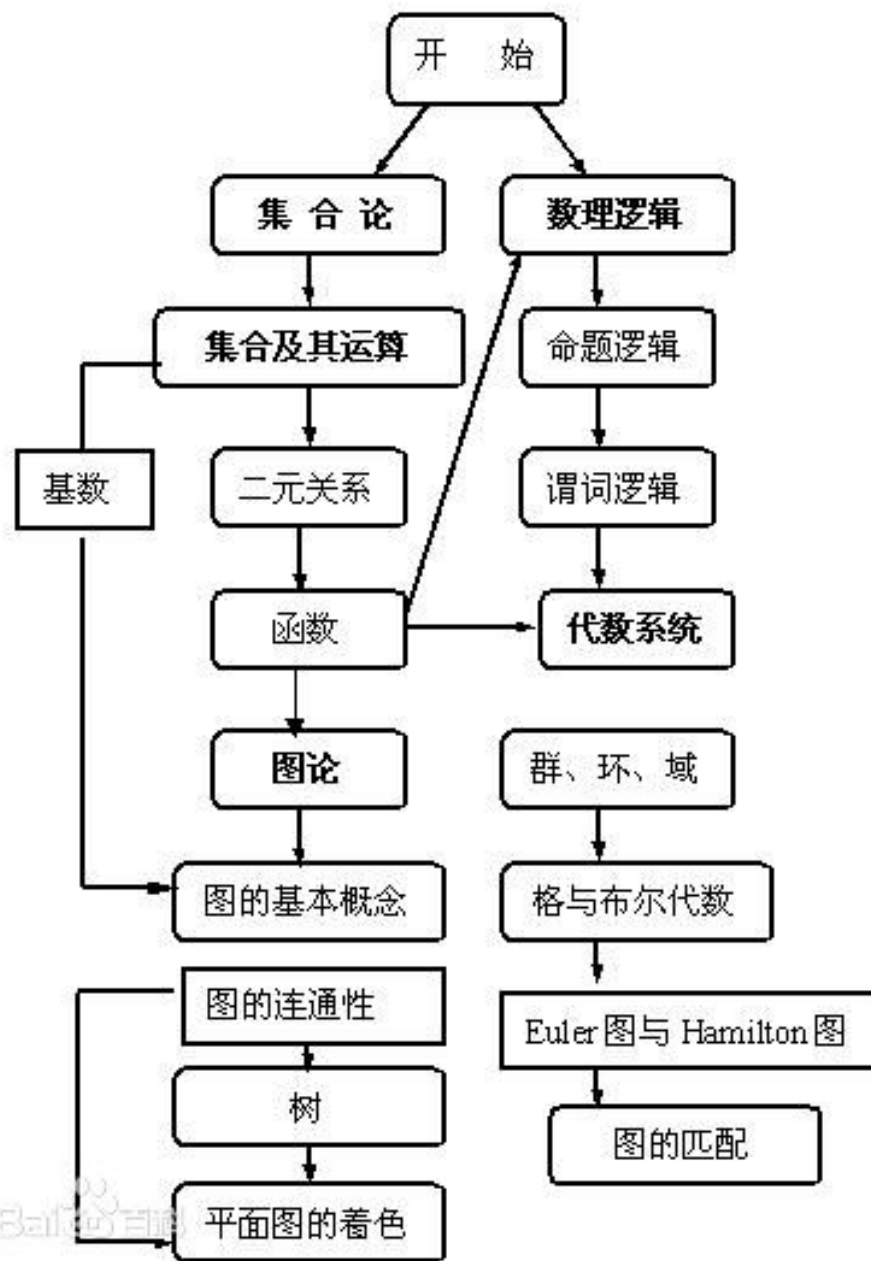 开 始
集 合 论
数理逻辑
集合及其运算
命题逻辑
基数
二元关系
谓词逻辑
函数
代数系统
图论
群、环、域
图的基本概念
格与布尔代数
图的连通性
Euler图与Hamilton图
树
图的匹配
平面图的着色
Bai 百科